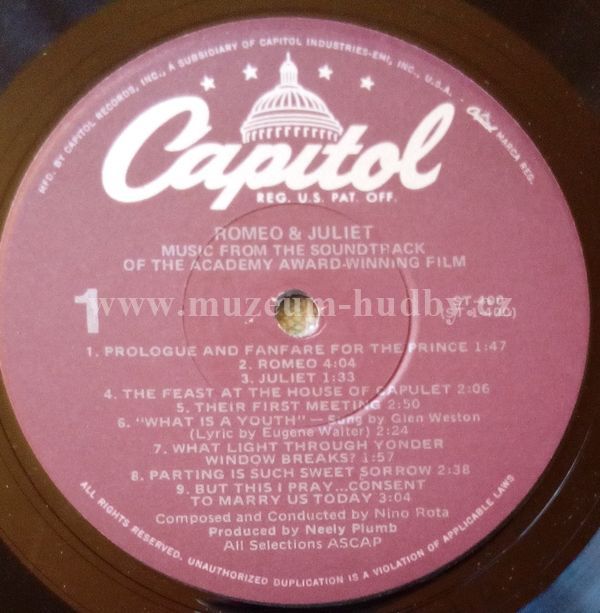 MFD. BY CAPITOL RECORDS, INC., A SUBSIDIARY OF CAPITOL INDUSTRIES-EMI, INC., U.S.A.
Capitol MARCA REG.
Capitol
REG. U.S. PAT. OFF.
ROMEO & JULIET
MUSIC FROM THE SOUNDTRACK
OF THE ACADEMY AWARD-WINNING FILM
1
www.muzeum-hudby.cz
1. PROLOGUE AND FANFARE FOR THE PRINCE 1:47
2. ROMEO 4:04
3. JULIET 1:33
4. THE FEAST AT THE HOUSE OF CAPULET 2:06
5. THEIR FIRST MEETING 2:50
6. "WHAT IS A YOUTH" — Sung by Glen Weston
(Lyric by Eugene Walter) 2:24
7. WHAT LIGHT THROUGH YONDER
WINDOW BREAKS? 1:57
8. PARTING IS SUCH SWEET SORROW 2:38
9. BUT THIS I PRAY...CONSENT
TO MARRY US TODAY 3:04
Composed and Conducted by Nino Rota
Produced by Neely Plumb
All Selections ASCAP
ALL RIGHTS RESERVED. UNAUTHORIZED DUPLICATION IS A VIOLATION OF APPLICABLE LAWS